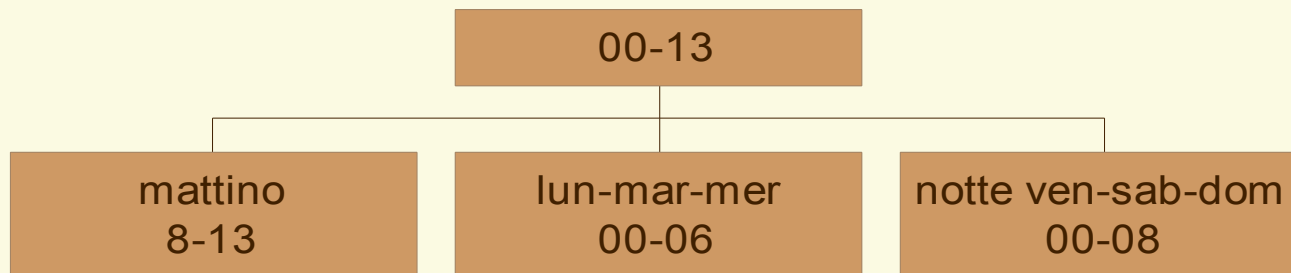 00-13
mattino
8-13
lun-mar-mer
00-06
notte ven-sab-dom
00-08